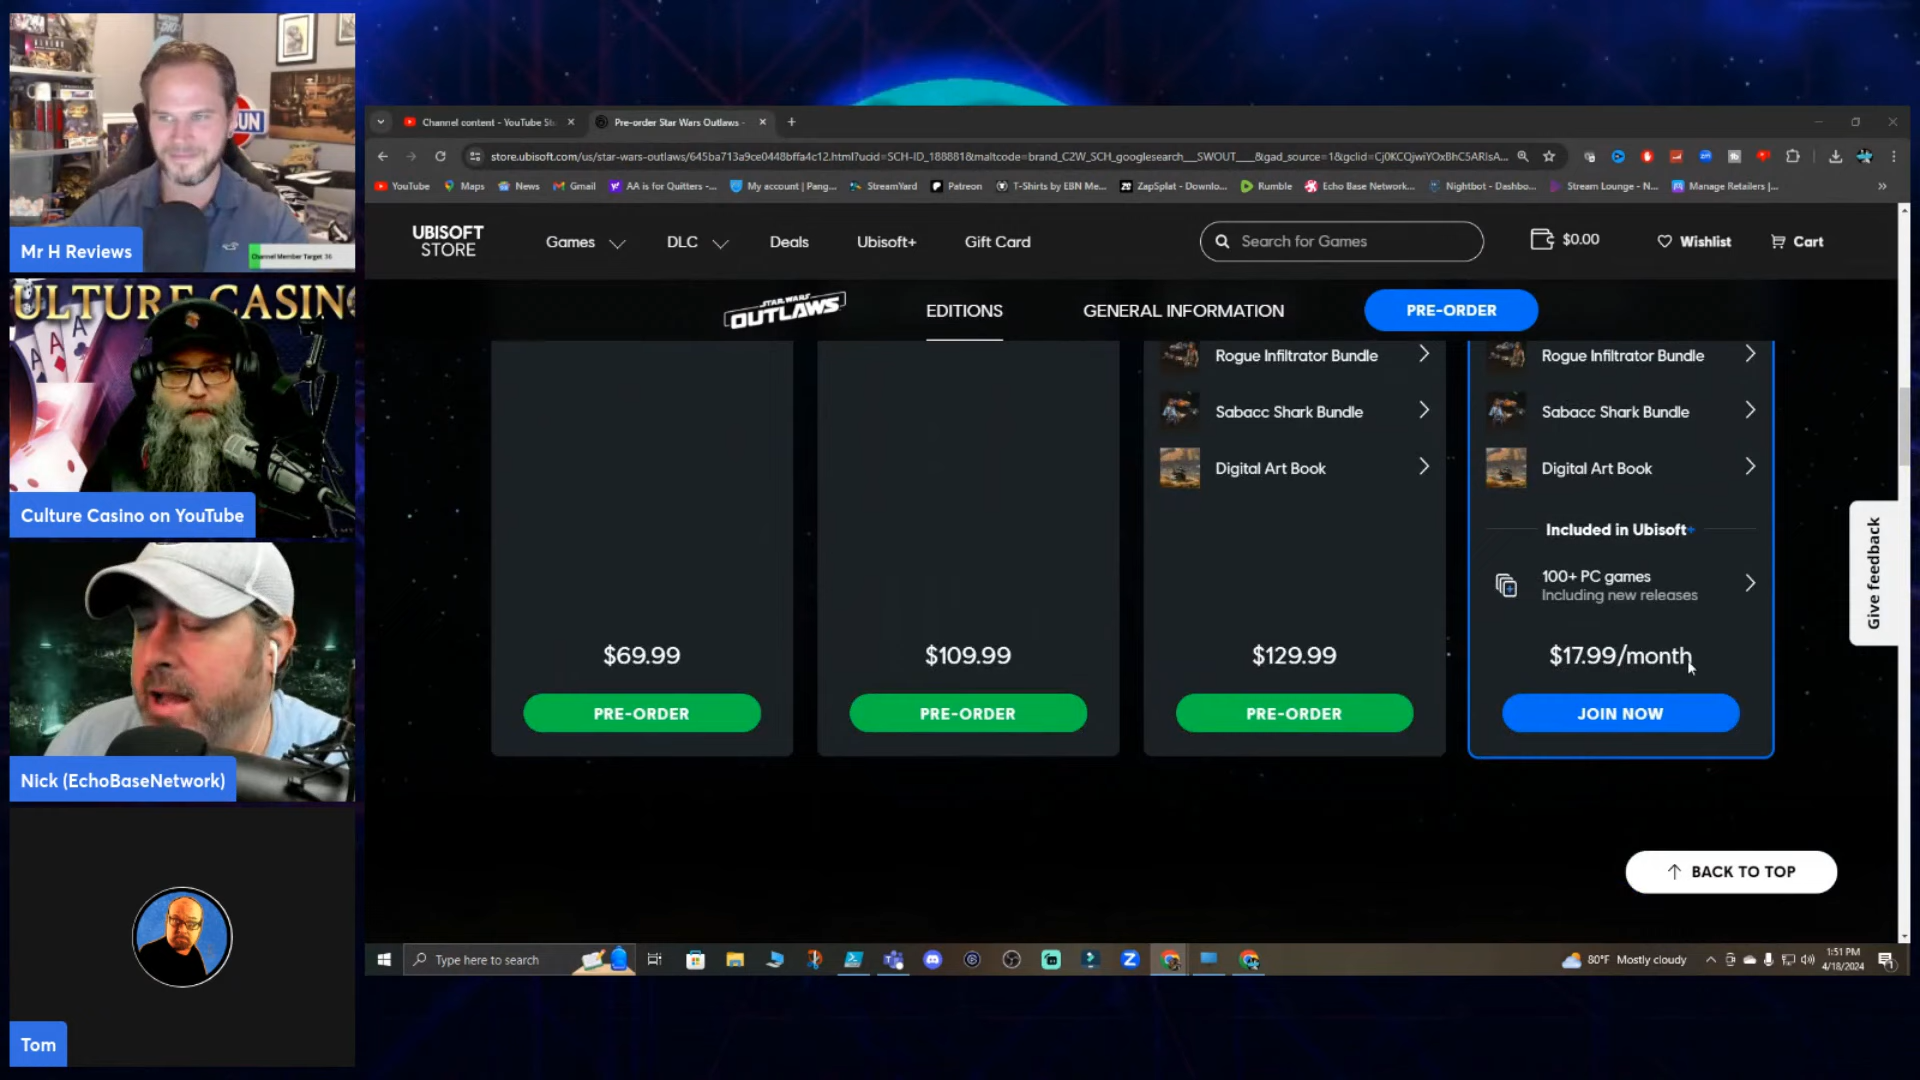 UN
Mr H Reviews
Channel Member Target: 36
ULTURE CASINO
A
A
A
Culture Casino on YouTube
Nick (EchoBaseNetwork)
Tom
Channel content - YouTube St
Pre-order Star Wars Outlaws -
store.ubisoft.com/us/star-wars-outlaws/645ba713a9ce0448bffa4c12.html?ucid=SCH-ID_188881&maltcode=brand_C2W_SCH_googlesearch___SWOUT____&gad_source=1&gclid=Cj0KCQjwiYOxBhC5ARIsA...
YouTube
Maps
News
Gmail
AA is for Quitters -...
My account | Pang...
StreamYard
Patreon
T-Shirts by EBN Me...
ZapSplat - Downlo...
Rumble
Echo Base Network...
Nightbot - Dashbo...
Stream Lounge - N...
Manage Retailers |...
UBISOFT
STORE
Games
DLC
Deals
Ubisoft+
Gift Card
Search for Games
$0.00
Wishlist
Cart
STAR WARS
OUTLAWS
EDITIONS
GENERAL INFORMATION
PRE-ORDER
Rogue Infiltrator Bundle
Rogue Infiltrator Bundle
Sabacc Shark Bundle
Sabacc Shark Bundle
Digital Art Book
Digital Art Book
Included in Ubisoft+
100+ PC games
Including new releases
$69.99
$109.99
$129.99
$17.99/month
PRE-ORDER
PRE-ORDER
PRE-ORDER
JOIN NOW
Give feedback
BACK TO TOP
Type here to search
80°F Mostly cloudy
1:51 PM
4/18/2024